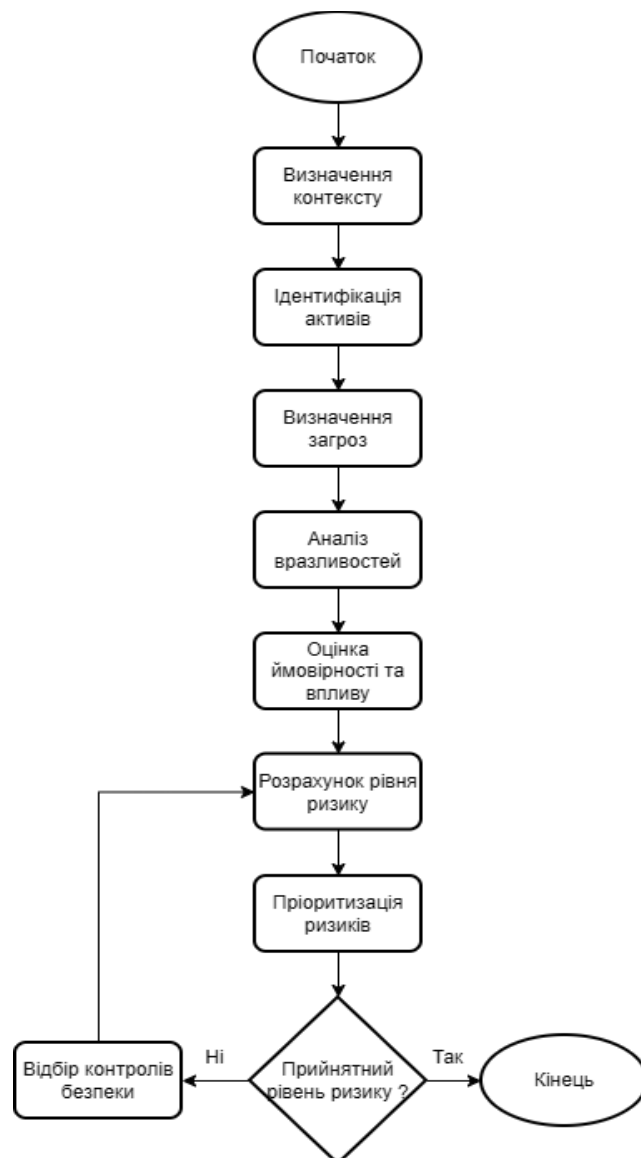 Початок
Визначення
контексту
Ідентифікація
активів
Визначення
загроз
Аналіз
вразливостей
Оцінка
ймовірності та
впливу
Розрахунок рівня
ризику
Пріоритизація
ризиків
Прийнятний
рівень ризику ?
Ні
Так
Відбір контролів
безпеки
Кінець